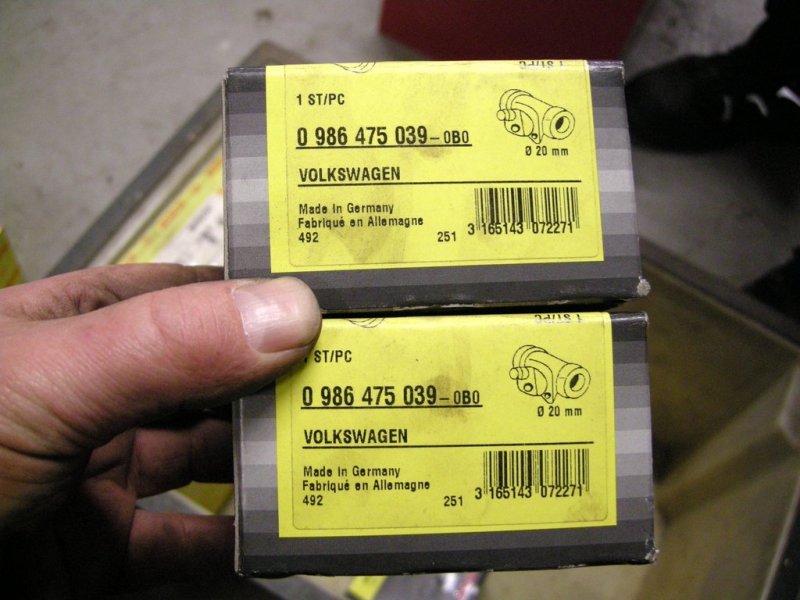 1 ST/PC
0 986 475 039-0B0
Ø 20 mm
VOLKSWAGEN
Made in Germany
Fabriqué en Allemagne
492
251
3 165143 072271
1 ST/PC
ST/PC
0 986 475 039-0B0
Ø 20 mm
VOLKSWAGEN
Made in Germany
Fabriqué en Allemagne
492
251
3 165143 072271